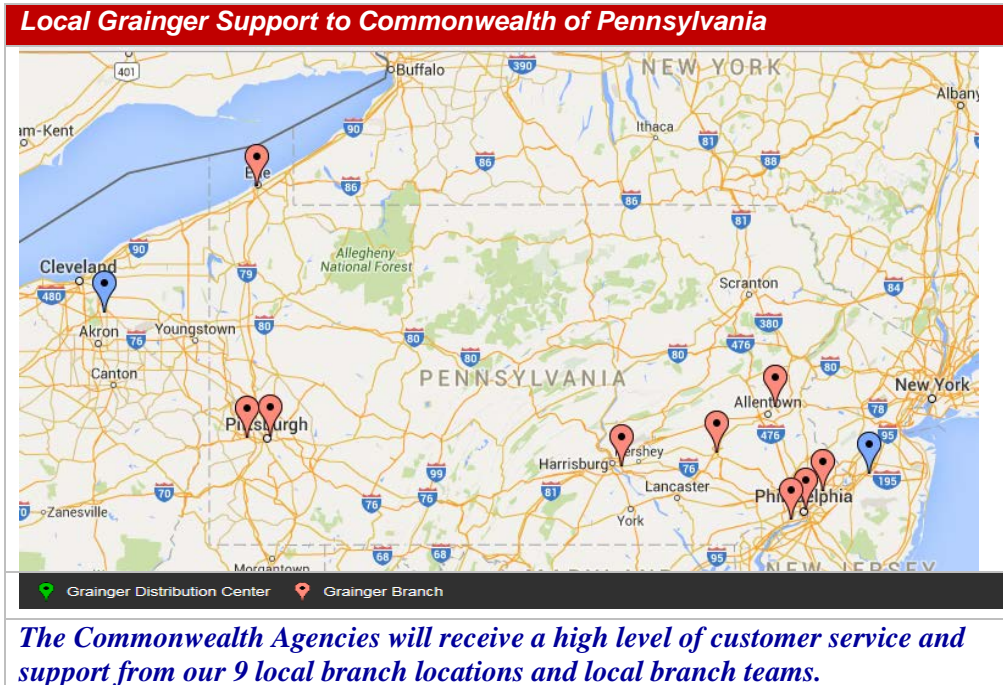 Local Grainger Support to Commonwealth of Pennsylvania
401
Buffalo
390
NEW YORK
Albany
am-Kent
90
Ithaca
81
88
86
Erie
86
86
81
Allegheny
National Forest
90
Cleveland
79
Scranton
84
480
380
Akron
76
Youngstown
80
80
476
80
80
80
Canton
PENNSYLVANIA
New York
Allentown
78
Pittsburgh
476
95
Harrisburg
Hershey
76
99
70
76
76
81
Lancaster
195
Philadelphia
70
Zanesville
York
68
68
95
Morgantown
NEW JERSEY
Grainger Distribution Center
Grainger Branch
The Commonwealth Agencies will receive a high level of customer service and
support from our 9 local branch locations and local branch teams.